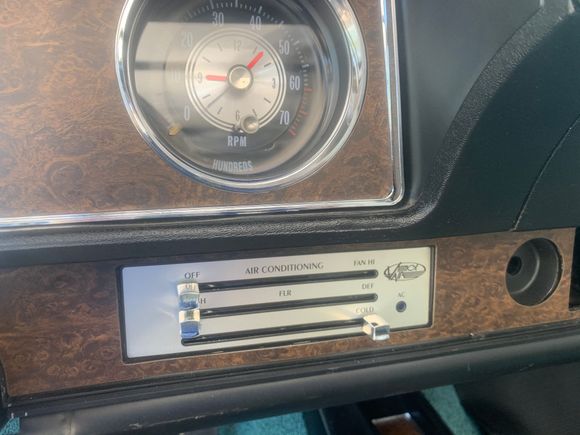 30 40
20 50
10 60
0 70
12
9 3
6
RPM
HUNDREDS
OFF AIR CONDITIONING FAN HI
FLR DEF
AC
COLD